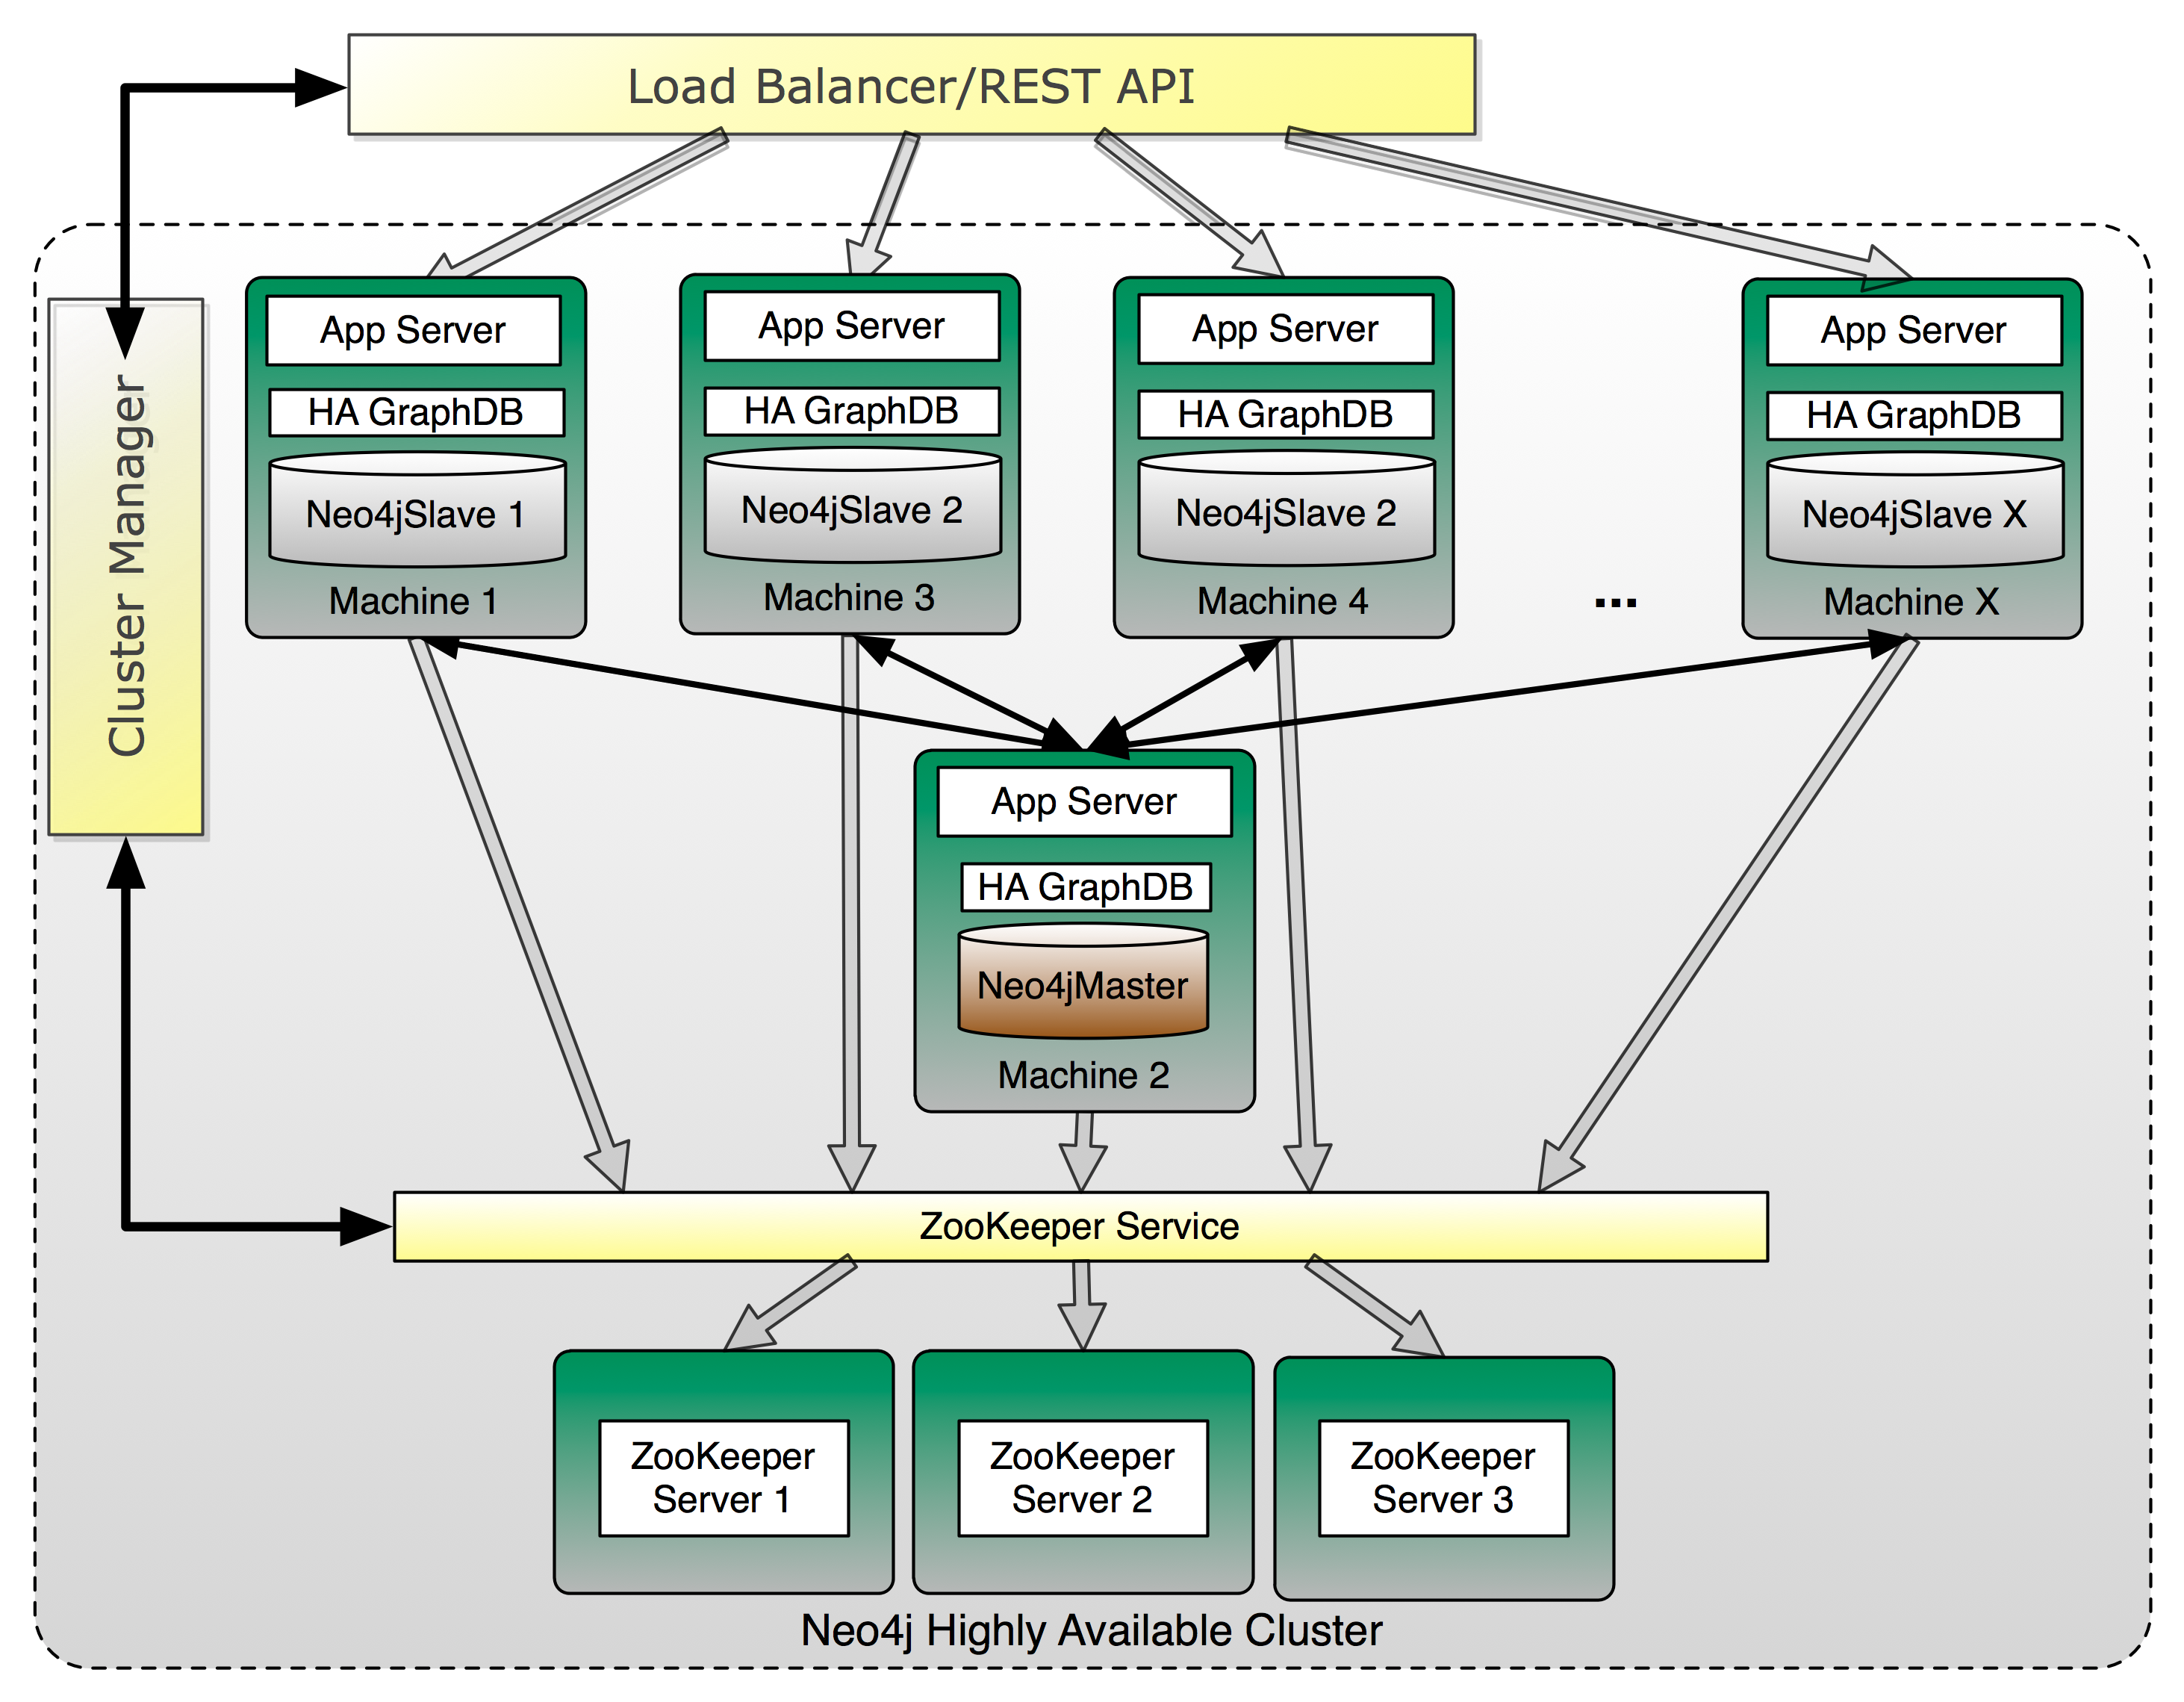 Load Balancer/REST API
Cluster Manager
App Server
HA GraphDB
Neo4jSlave 1
Machine 1
App Server
HA GraphDB
Neo4jSlave 2
Machine 3
App Server
HA GraphDB
Neo4jSlave 2
Machine 4
...
App Server
HA GraphDB
Neo4jSlave X
Machine X
App Server
HA GraphDB
Neo4jMaster
Machine 2
ZooKeeper Service
ZooKeeper
Server 1
ZooKeeper
Server 2
ZooKeeper
Server 3
Neo4j Highly Available Cluster